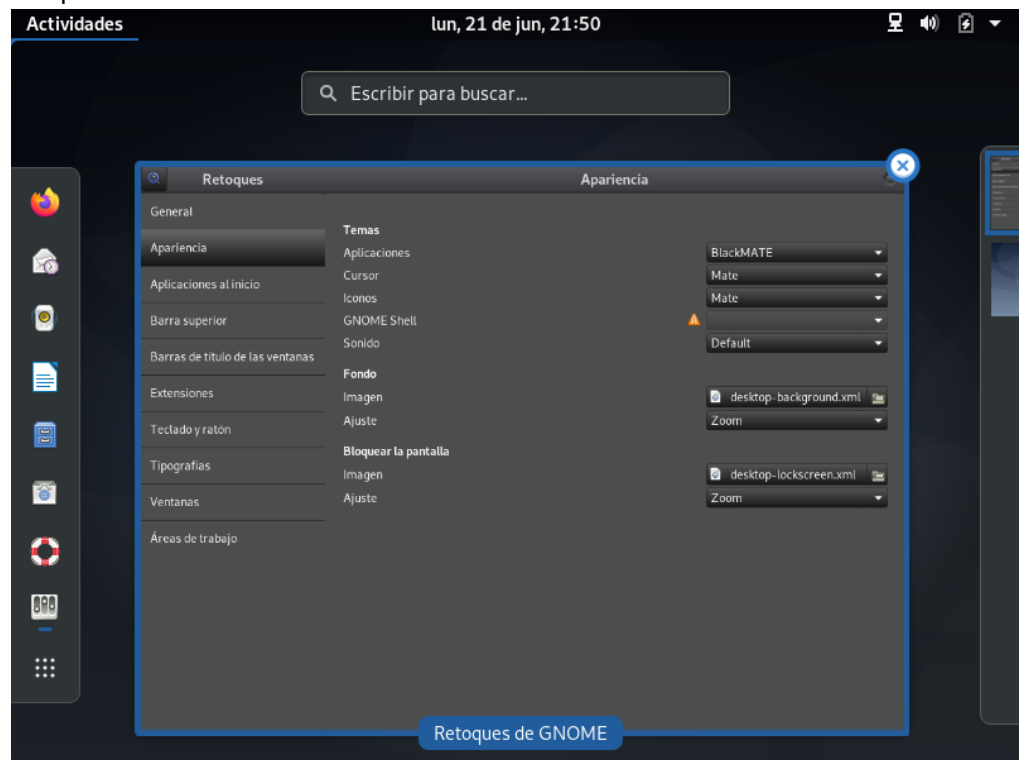 Actividades lun, 21 de jun, 21:50
Escribir para buscar...
Retoques Apariencia
General
Apariencia
Aplicaciones al inicio
Barra superior
Barras de título de las ventanas
Extensiones
Teclado y ratón
Tipografías
Ventanas
Áreas de trabajo
Temas
Aplicaciones BlackMATE
Cursor Mate
Iconos Mate
GNOME Shell
Sonido Default
Fondo
Imagen desktop-background.xml
Ajuste Zoom
Bloquear la pantalla
Imagen desktop-lockscreen.xml
Ajuste Zoom
Retoques de GNOME